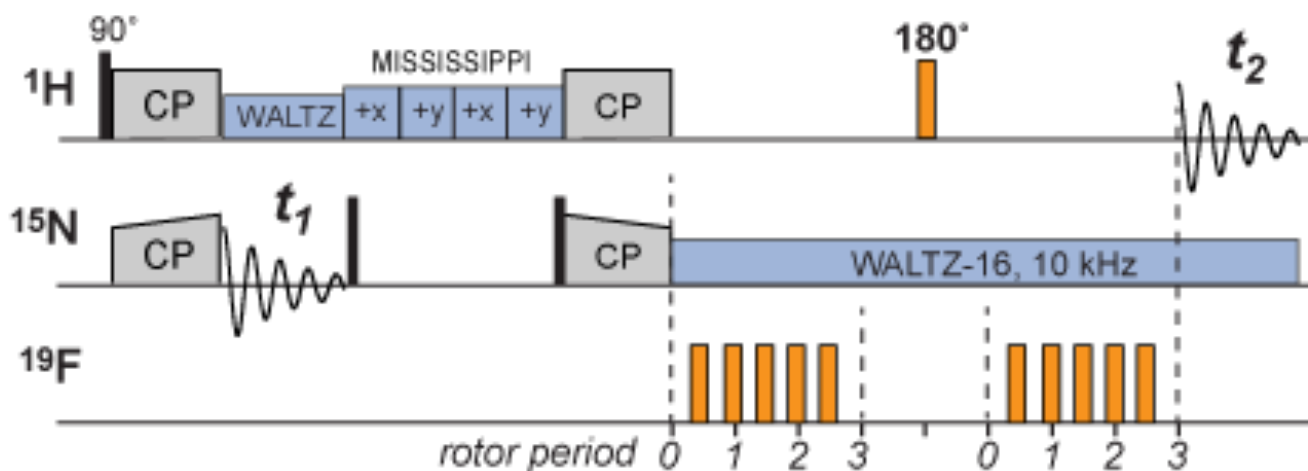 90° MISSISSIPPI 180° t₂
¹H CP WALTZ +x +y +x +y CP
¹⁵N CP t₁ CP WALTZ-16, 10 kHz
¹⁹F
rotor period 0 1 2 3 0 1 2 3